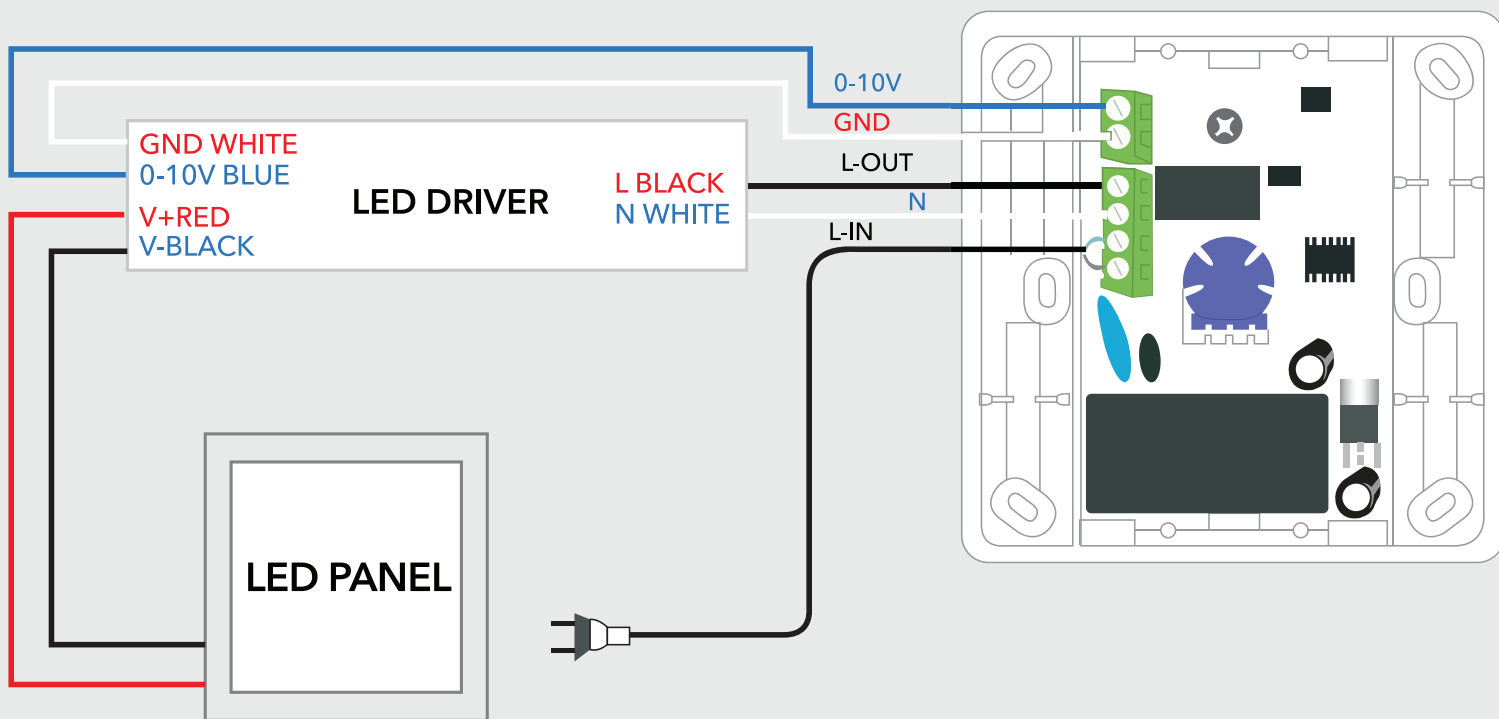 0-10V
GND
GND WHITE
0-10V BLUE
V+RED
V-BLACK
LED DRIVER
L BLACK
N WHITE
L-OUT
N
L-IN
LED PANEL